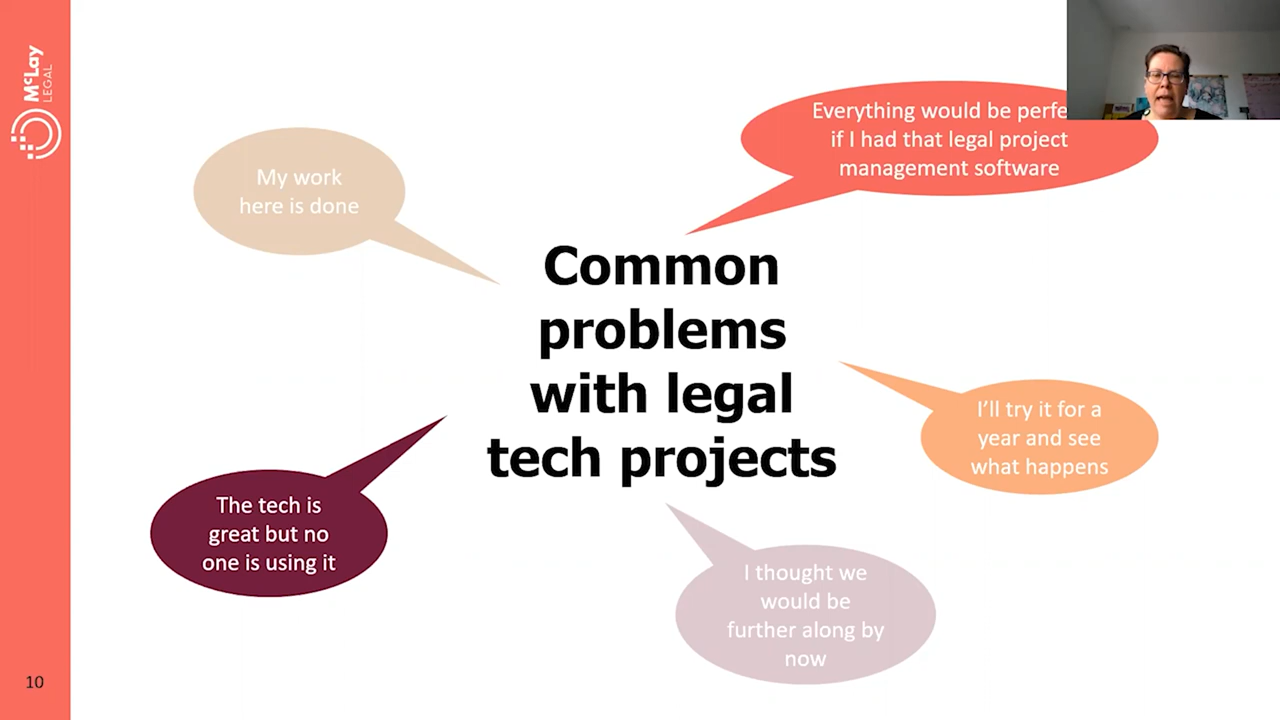 McLay
LEGAL
My work
here is done
Everything would be
if I had that legal project
management software
Common
problems
with legal
tech projects
I'll try it for a
year and see
what happens
The tech is
great but no
one is using it
I thought we
would be
further along by
now
10